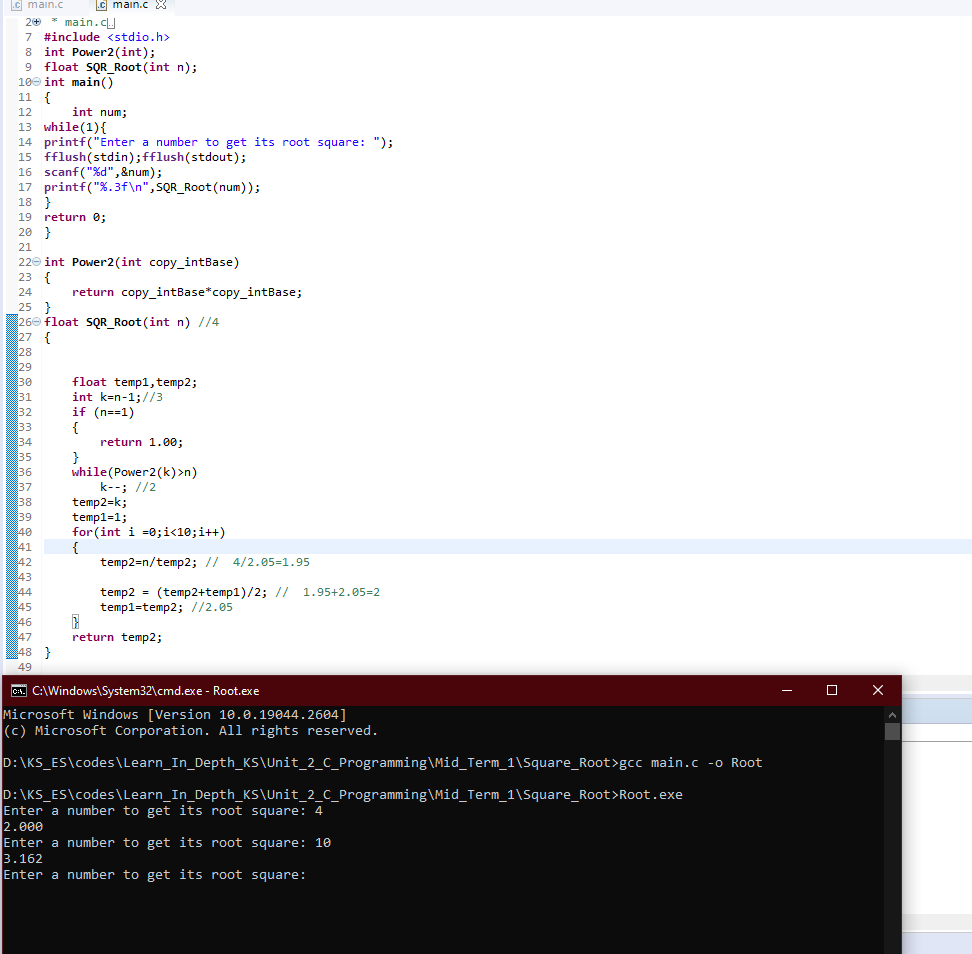 main.c main.c
2 * main.c
7 #include <stdio.h>
8 int Power2(int);
9 float SQR_Root(int n);
10 int main()
11 {
12 int num;
13 while(1){
14 printf("Enter a number to get its root square: ");
15 fflush(stdin);fflush(stdout);
16 scanf("%d",&num);
17 printf("%.3f\n",SQR_Root(num));
18 }
19 return 0;
20 }
21
22 int Power2(int copy_intBase)
23 {
24 return copy_intBase*copy_intBase;
25 }
26 float SQR_Root(int n) //4
27 {
28
29
30 float temp1,temp2;
31 int k=n-1;//3
32 if (n==1)
33 {
34 return 1.00;
35 }
36 while(Power2(k)>n)
37 k--; //2
38 temp2=k;
39 temp1=1;
40 for(int i =0;i<10;i++)
41 {
42 temp2=n/temp2; // 4/2.05=1.95
43
44 temp2 = (temp2+temp1)/2; // 1.95+2.05=2
45 temp1=temp2; //2.05
46 }
47 return temp2;
48 }
49
C:\Windows\System32\cmd.exe - Root.exe
Microsoft Windows [Version 10.0.19044.2604]
(c) Microsoft Corporation. All rights reserved.
D:\KS_ES\codes\Learn_In_Depth_KS\Unit_2_C_Programming\Mid_Term_1\Square_Root>gcc main.c -o Root
D:\KS_ES\codes\Learn_In_Depth_KS\Unit_2_C_Programming\Mid_Term_1\Square_Root>Root.exe
Enter a number to get its root square: 4
2.000
Enter a number to get its root square: 10
3.162
Enter a number to get its root square: